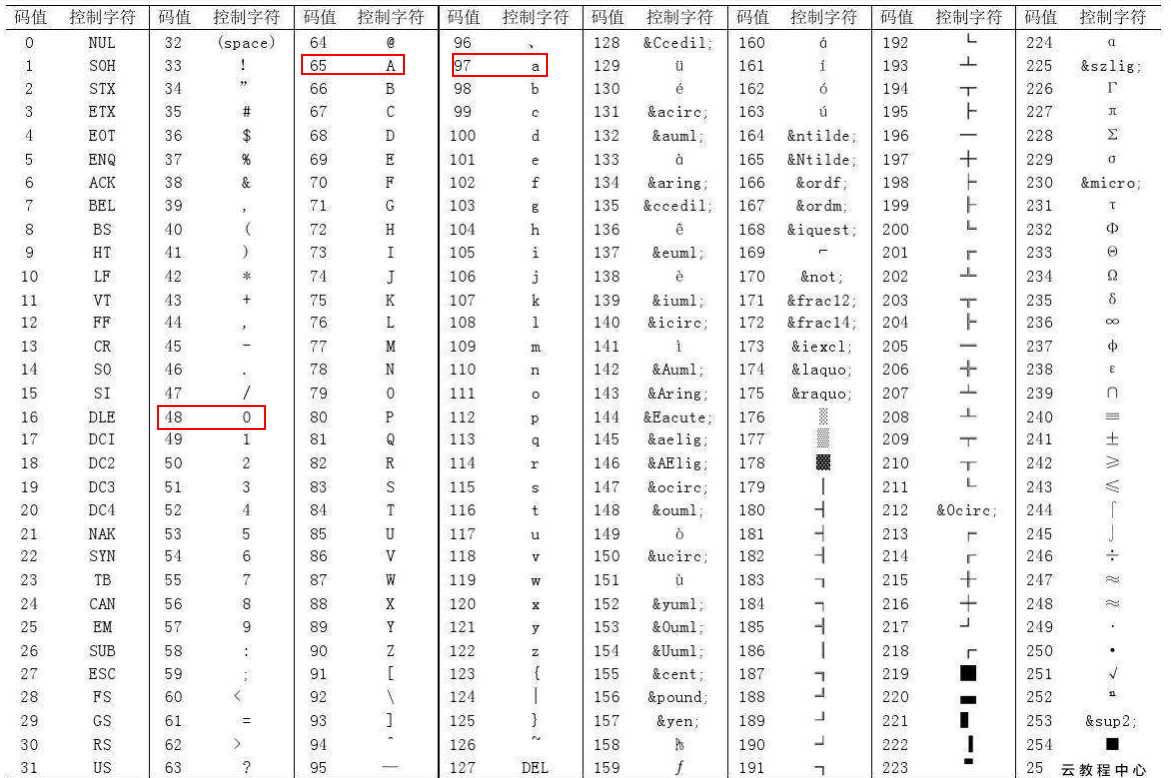 码值 控制字符 码值 控制字符 码值 控制字符 码值 控制字符 码值 控制字符 码值 控制字符 码值 控制字符 码值 控制字符
0 NUL 32 (space) 64 @ 96 、 128 &Ccedil; 160 á 192 └ 224 α
1 SOH 33 ! 65 A 97 a 129 ü 161 í 193 ┴ 225 &szlig;
2 STX 34 ” 66 B 98 b 130 é 162 ó 194 ┬ 226 Γ
3 ETX 35 # 67 C 99 c 131 &acirc; 163 ú 195 ├ 227 π
4 EOT 36 $ 68 D 100 d 132 &auml; 164 &ntilde; 196 ─ 228 Σ
5 ENQ 37 % 69 E 101 e 133 à 165 &Ntilde; 197 ┼ 229 σ
6 ACK 38 & 70 F 102 f 134 &aring; 166 &ordf; 198 ├ 230 &micro;
7 BEL 39 , 71 G 103 g 135 &ccedil; 167 &ordm; 199 ├ 231 τ
8 BS 40 ( 72 H 104 h 136 ê 168 &iquest; 200 └ 232 Φ
9 HT 41 ) 73 I 105 i 137 &euml; 169 ⌐ 201 ┌ 233 Θ
10 LF 42 * 74 J 106 j 138 è 170 &not; 202 ┴ 234 Ω
11 VT 43 + 75 K 107 k 139 &iuml; 171 &frac12; 203 ┬ 235 δ
12 FF 44 , 76 L 108 l 140 &icirc; 172 &frac14; 204 ├ 236 ∞
13 CR 45 - 77 M 109 m 141 ì 173 &iexcl; 205 ─ 237 φ
14 SO 46 . 78 N 110 n 142 &Auml; 174 &laquo; 206 ┼ 238 ε
15 SI 47 / 79 O 111 o 143 &Aring; 175 &raquo; 207 ┴ 239 ∩
16 DLE 48 0 80 P 112 p 144 &Eacute; 176 ░ 208 ┴ 240 ≡
17 DCI 49 1 81 Q 113 q 145 &aelig; 177 ▒ 209 ┬ 241 ±
18 DC2 50 2 82 R 114 r 146 &AElig; 178 ▓ 210 ┬ 242 ≥
19 DC3 51 3 83 S 115 s 147 &ocirc; 179 │ 211 └ 243 ≤
20 DC4 52 4 84 T 116 t 148 &ouml; 180 ┤ 212 &Ocirc; 244 ⌠
21 NAK 53 5 85 U 117 u 149 ò 181 ┤ 213 ┌ 245 ⌡
22 SYN 54 6 86 V 118 v 150 &ucirc; 182 ┤ 214 ┌ 246 ÷
23 TB 55 7 87 W 119 w 151 ù 183 ┐ 215 ┼ 247 ≈
24 CAN 56 8 88 X 120 x 152 &yuml; 184 ┐ 216 ┼ 248 ≈
25 EM 57 9 89 Y 121 y 153 &Ouml; 185 ┤ 217 ┘ 249 ·
26 SUB 58 : 90 Z 122 z 154 &Uuml; 186 │ 218 ┌ 250 •
27 ESC 59 ; 91 [ 123 { 155 &cent; 187 ┐ 219 █ 251 √
28 FS 60 < 92 \ 124 | 156 &pound; 188 ┘ 220 ▄ 252 ⁿ
29 GS 61 = 93 ] 125 } 157 &yen; 189 ┘ 221 ▌ 253 &sup2;
30 RS 62 > 94 ^ 126 ~ 158 ₧ 190 ┘ 222 ▐ 254 ■
31 US 63 ? 95 — 127 DEL 159 ƒ 191 ┐ 223 ▀ 25 云教程中心